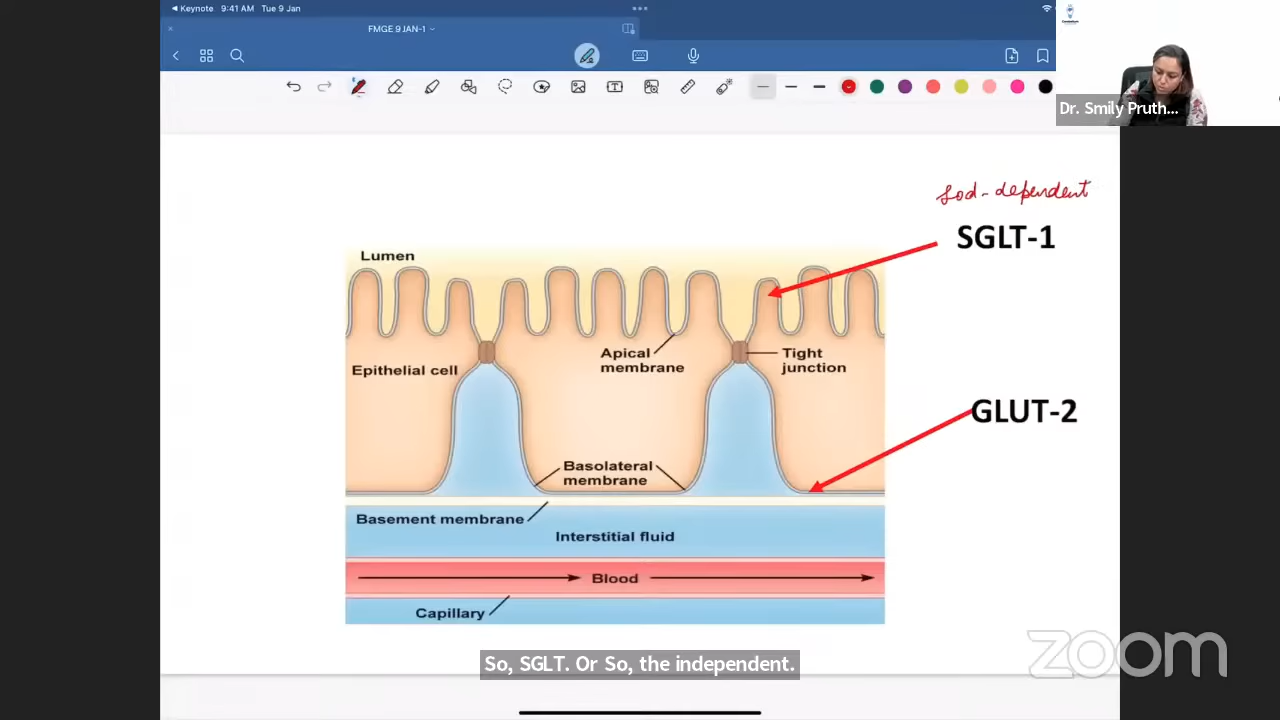 Keynote 9:41 AM Tue 9 Jan
FMGE 9 JAN-1
Dr. Smily Pruth...
sod-dependent
SGLT-1
Lumen
Apical
membrane
Tight
junction
Epithelial cell
GLUT-2
Basolateral
membrane
Basement membrane
Interstitial fluid
Blood
Capillary
So, SGLT. Or So, the independent.
zoom